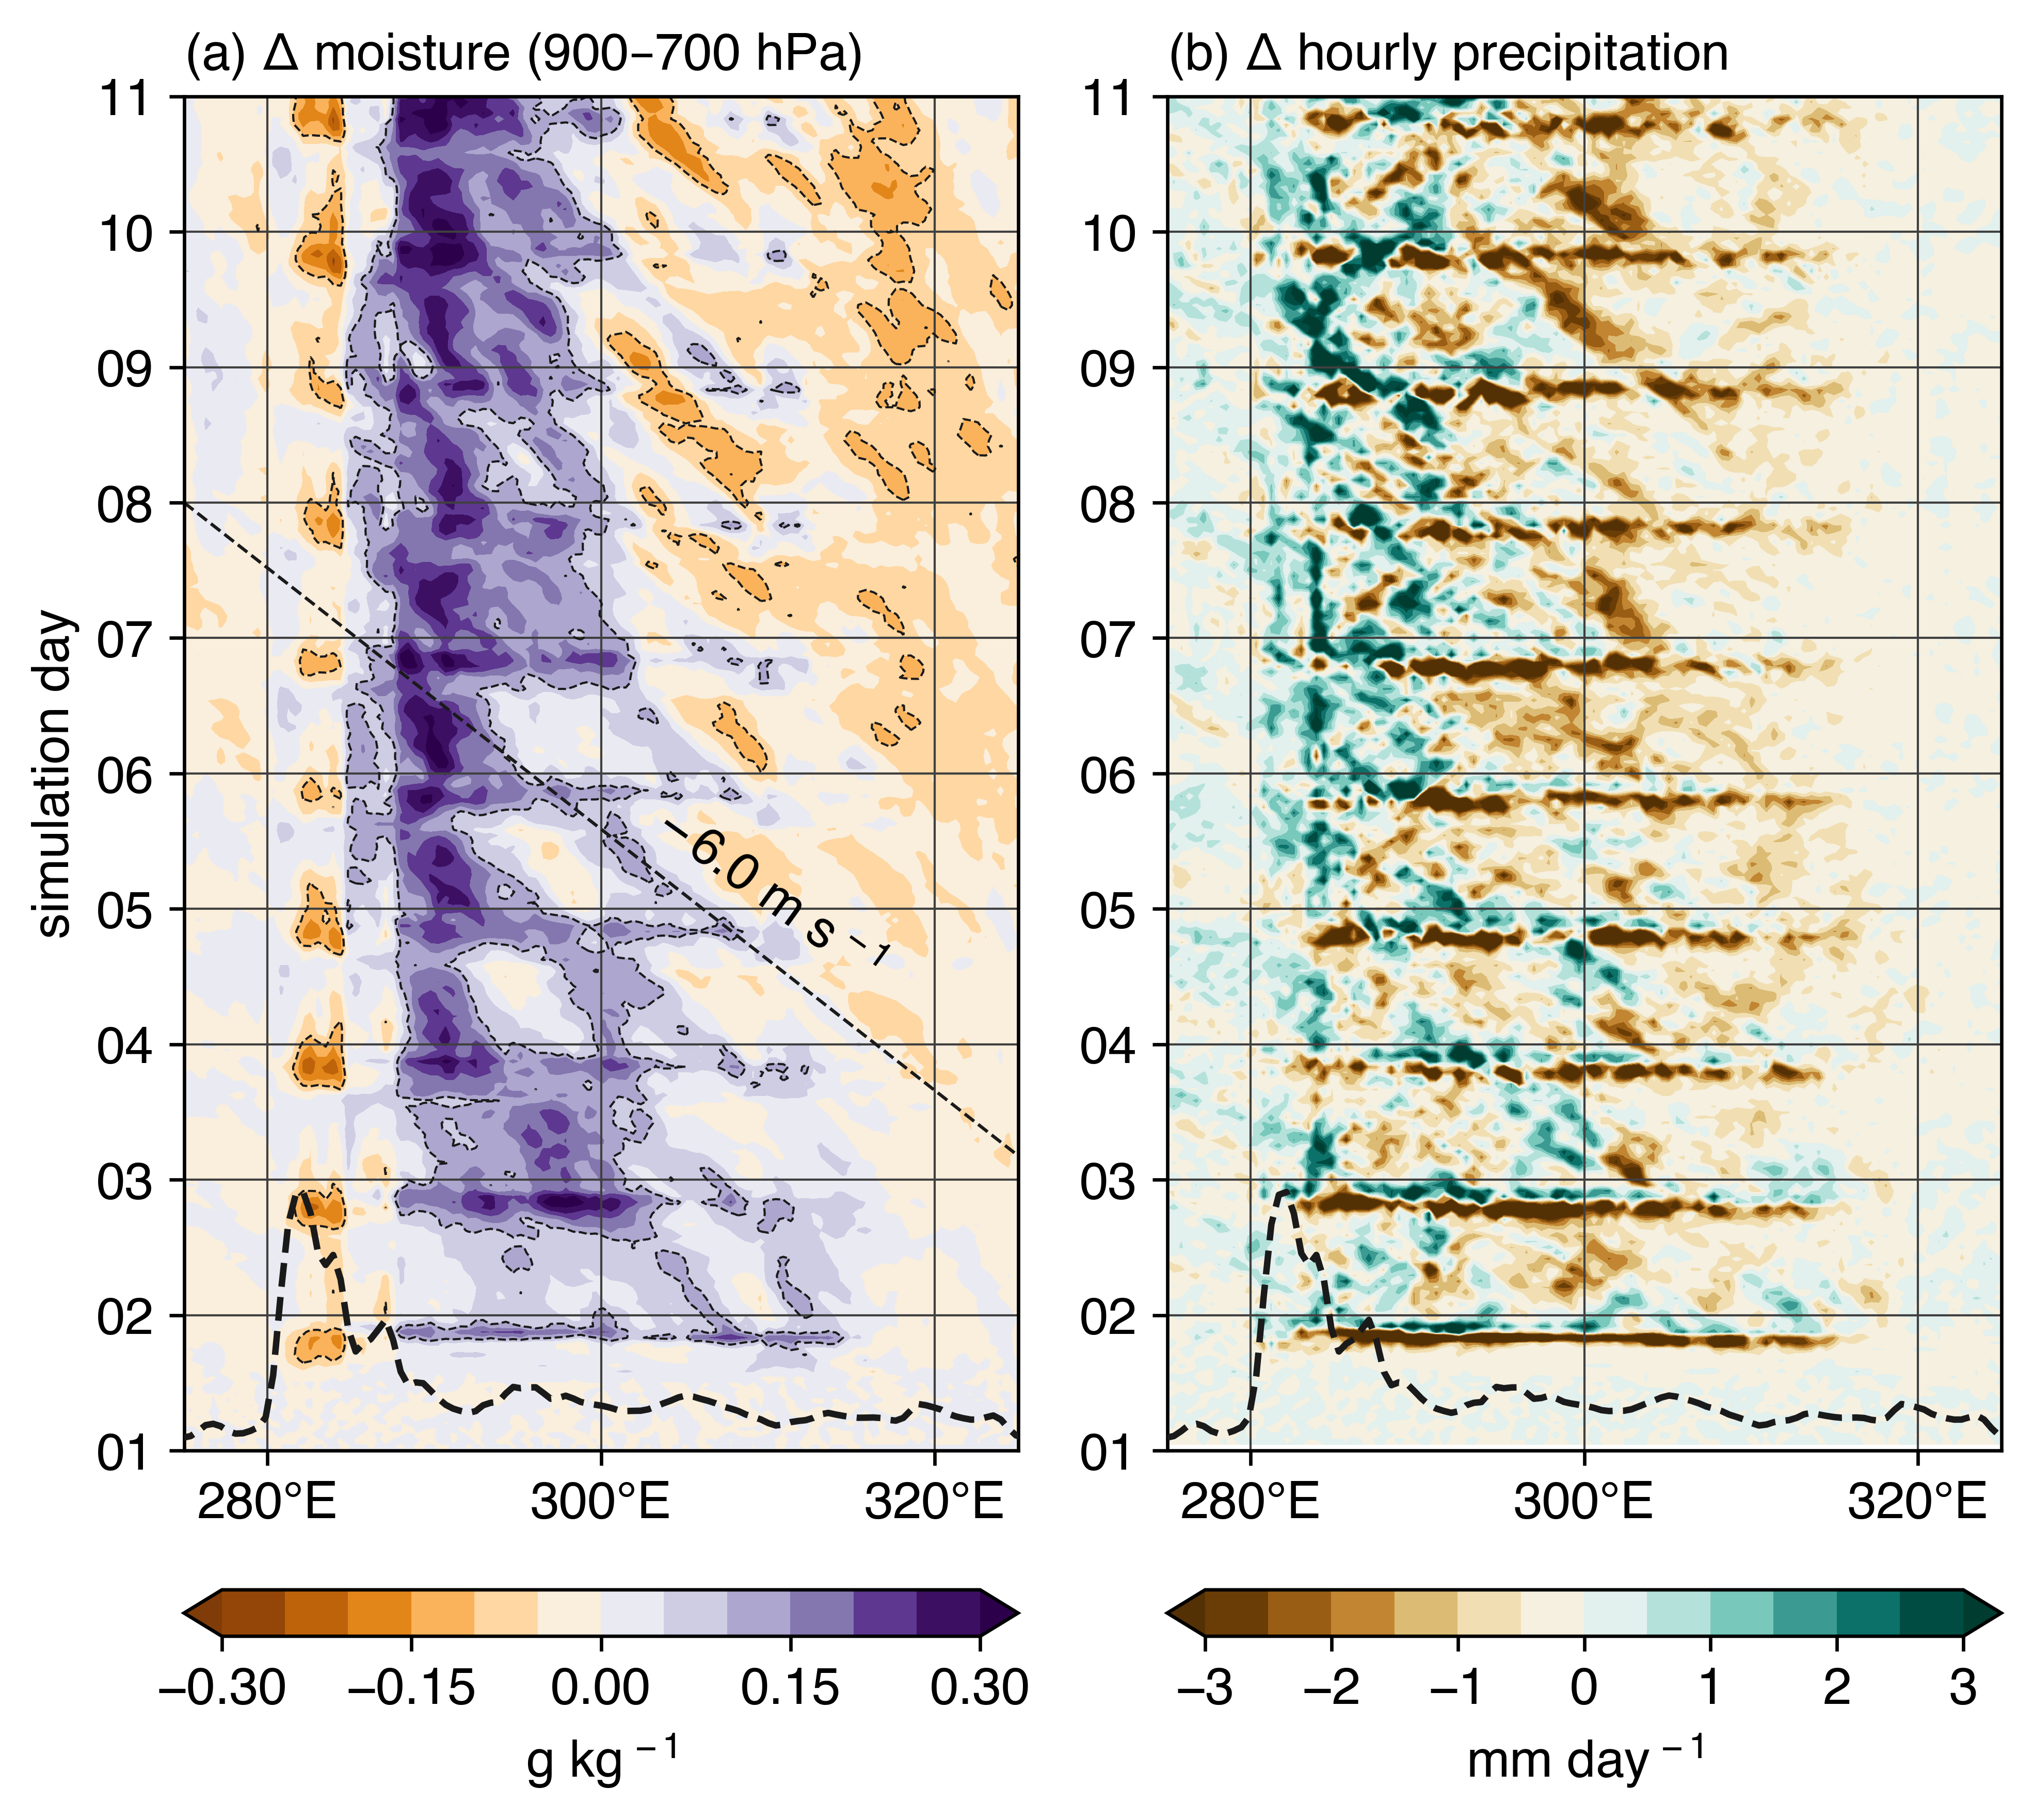 (a) Δ moisture (900–700 hPa)
(b) Δ hourly precipitation
simulation day
11
10
09
08
07
06
05
04
03
02
01
−6.0 m s⁻¹
280°E 300°E 320°E
11
10
09
08
07
06
05
04
03
02
01
280°E 300°E 320°E
−0.30 −0.15 0.00 0.15 0.30
g kg⁻¹
−3 −2 −1 0 1 2 3
mm day⁻¹